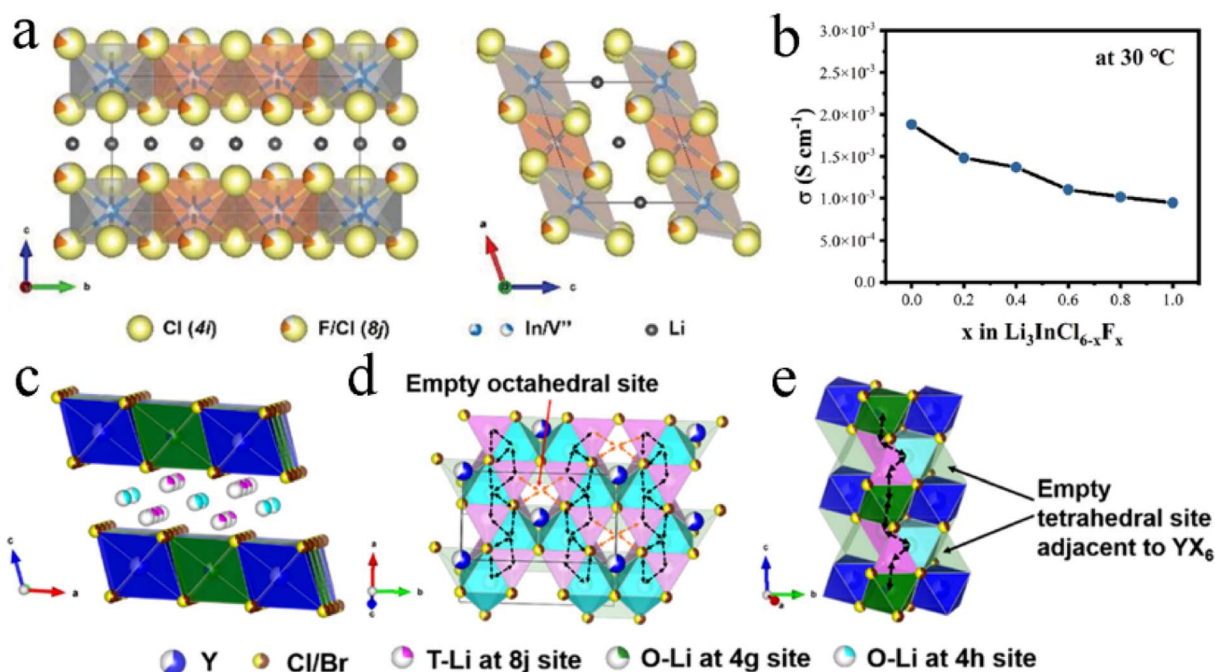 a
c
b
a
c
Cl (4i)
F/Cl (8j)
In/V''
Li
b
at 30 °C
σ (S cm⁻¹)
3.0×10⁻³
2.5×10⁻³
2.0×10⁻³
1.5×10⁻³
1.0×10⁻³
5.0×10⁻⁴
0.0
0.0 0.2 0.4 0.6 0.8 1.0
x in Li₃InCl₆₋ₓFₓ
c
c
a
d
Empty octahedral site
a
b
c
e
Empty
tetrahedral site
adjacent to YX₆
c
b
a
Y
Cl/Br
T-Li at 8j site
O-Li at 4g site
O-Li at 4h site